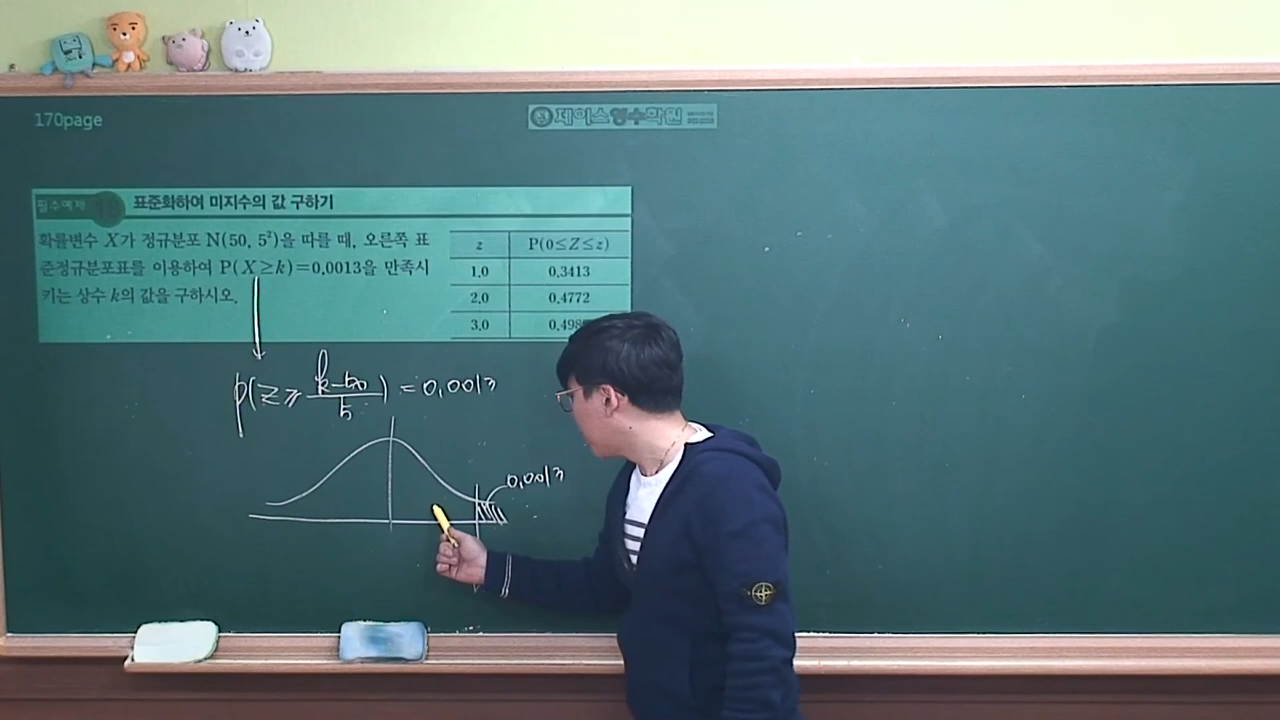 170page
제이스영수학원
필수예제
표준화하여 미지수의 값 구하기
확률변수 X가 정규분포 N(50, 5²)을 따를 때, 오른쪽 표
준정규분포표를 이용하여 P(X≥k)=0.0013을 만족시
키는 상수 k의 값을 구하시오.
z P(0≤Z≤z)
1.0 0.3413
2.0 0.4772
3.0
P(Z≥(k-50)/5)=0.0013
0.0013